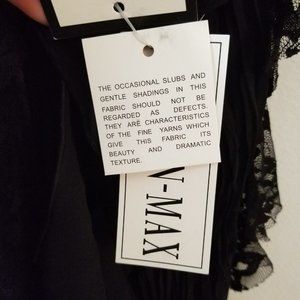 THE OCCASIONAL SLUBS AND
GENTLE SHADINGS IN THIS
FABRIC SHOULD NOT BE
REGARDED AS DEFECTS.
THEY ARE CHARACTERISTICS
OF THE FINE YARNS WHICH
GIVE THIS FABRIC ITS
BEAUTY AND DRAMATIC
TEXTURE.
V-MAX